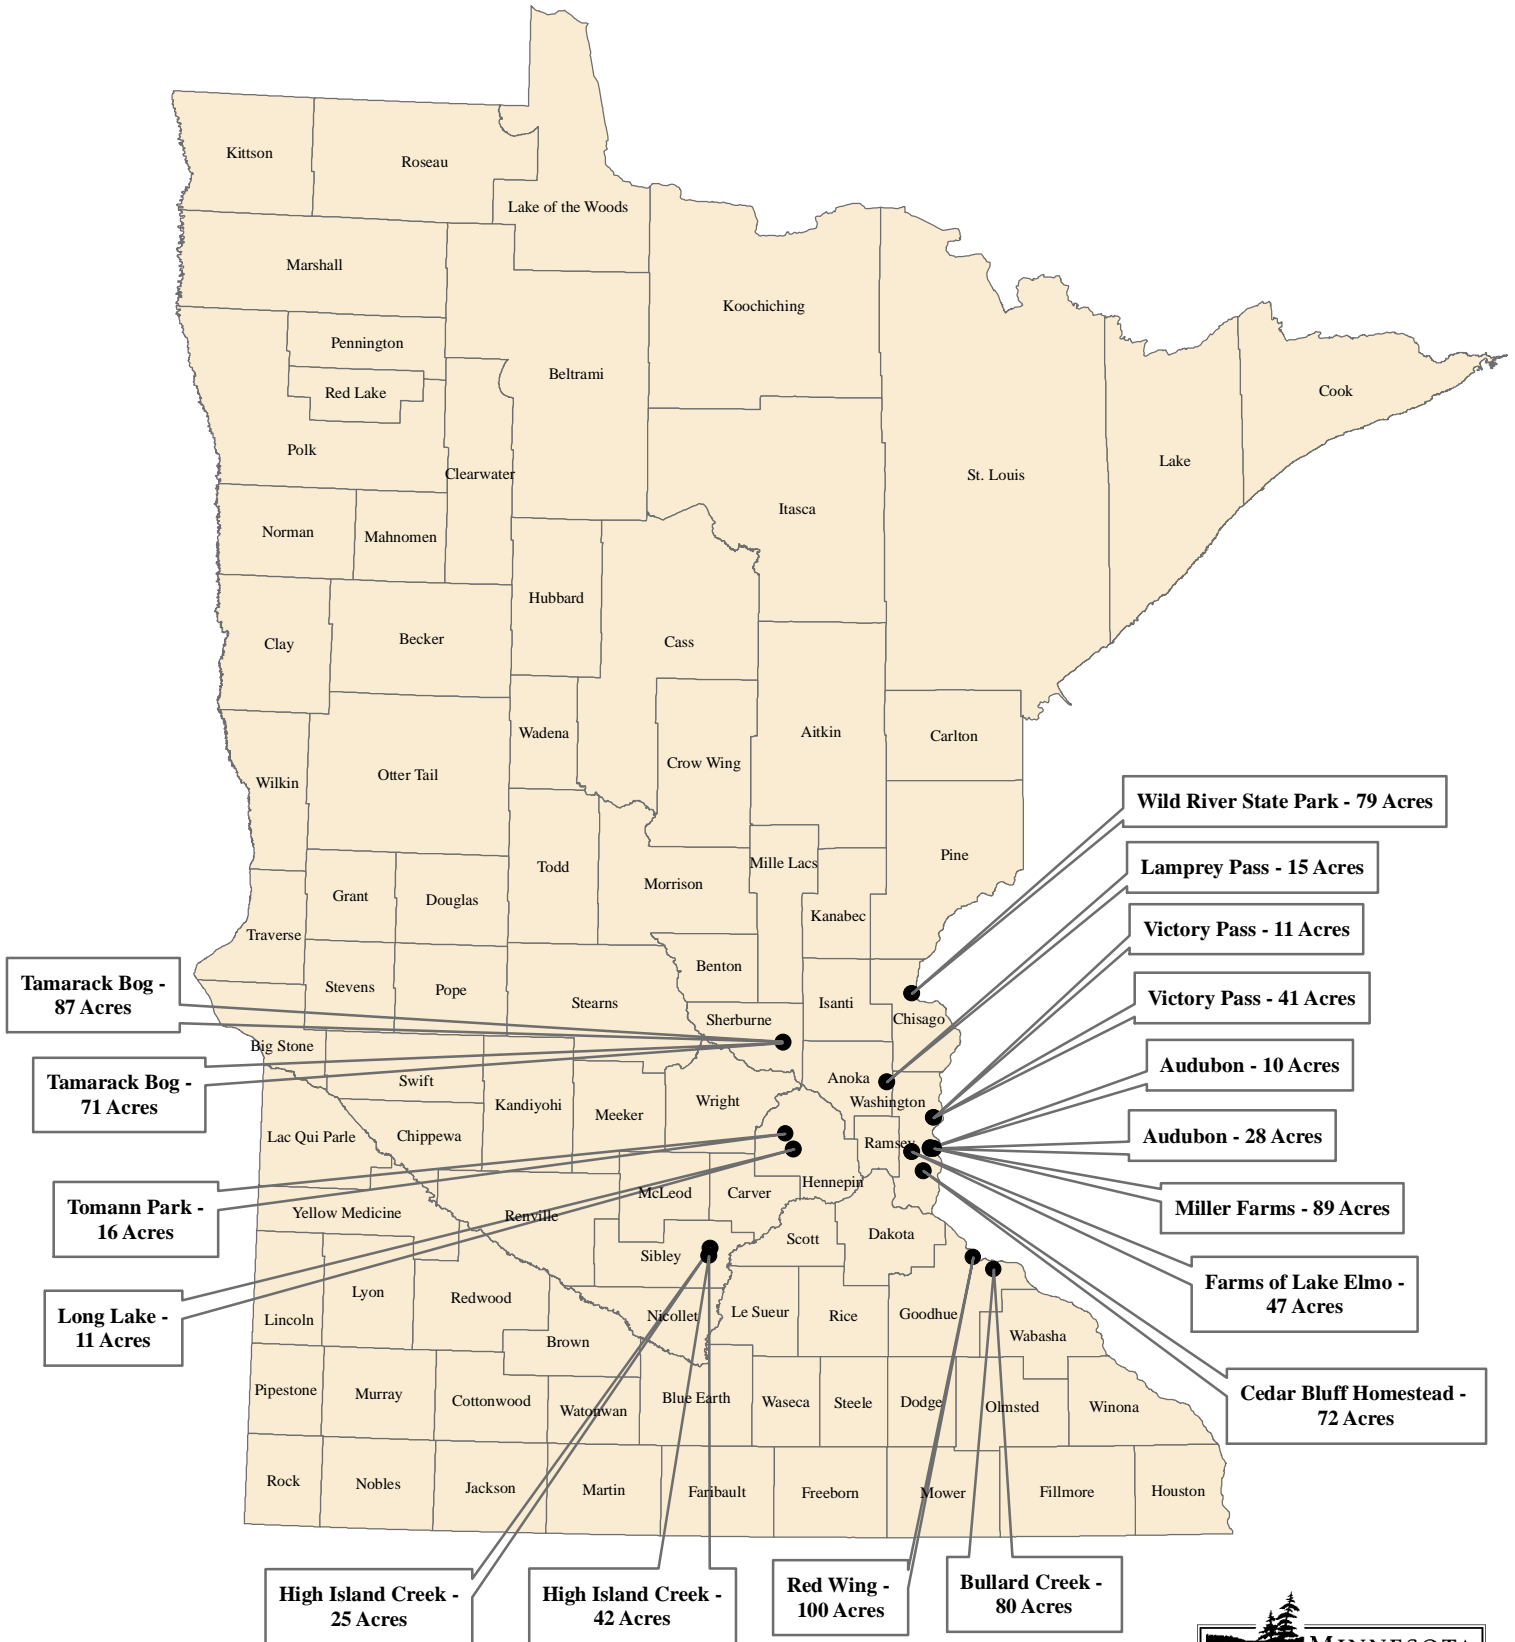 Kittson
Roseau
Lake of the Woods
Marshall
Koochiching
Pennington
Beltrami
Red Lake
Cook
Polk
Clearwater
Lake
St. Louis
Itasca
Norman
Mahnomen
Hubbard
Clay
Becker
Cass
Wadena
Aitkin
Carlton
Crow Wing
Otter Tail
Wilkin
Wild River State Park - 79 Acres
Pine
Mille Lacs
Todd
Lamprey Pass - 15 Acres
Morrison
Grant
Douglas
Kanabec
Victory Pass - 11 Acres
Traverse
Benton
Tamarack Bog -
87 Acres
Stevens
Pope
Stearns
Isanti
Victory Pass - 41 Acres
Sherburne
Chisago
Big Stone
Audubon - 10 Acres
Tamarack Bog -
71 Acres
Swift
Anoka
Kandiyohi
Meeker
Wright
Washington
Lac Qui Parle
Chippewa
Ramsey
Audubon - 28 Acres
Hennepin
McLeod
Carver
Tomann Park -
16 Acres
Yellow Medicine
Renville
Miller Farms - 89 Acres
Scott
Dakota
Sibley
Farms of Lake Elmo -
47 Acres
Lyon
Redwood
Long Lake -
11 Acres
Lincoln
Nicollet
Le Sueur
Rice
Goodhue
Brown
Wabasha
Pipestone
Murray
Cottonwood
Watonwan
Blue Earth
Waseca
Steele
Dodge
Olmsted
Winona
Cedar Bluff Homestead -
72 Acres
Rock
Nobles
Jackson
Martin
Faribault
Freeborn
Mower
Fillmore
Houston
High Island Creek -
25 Acres
High Island Creek -
42 Acres
Red Wing -
100 Acres
Bullard Creek -
80 Acres
MINNESOTA